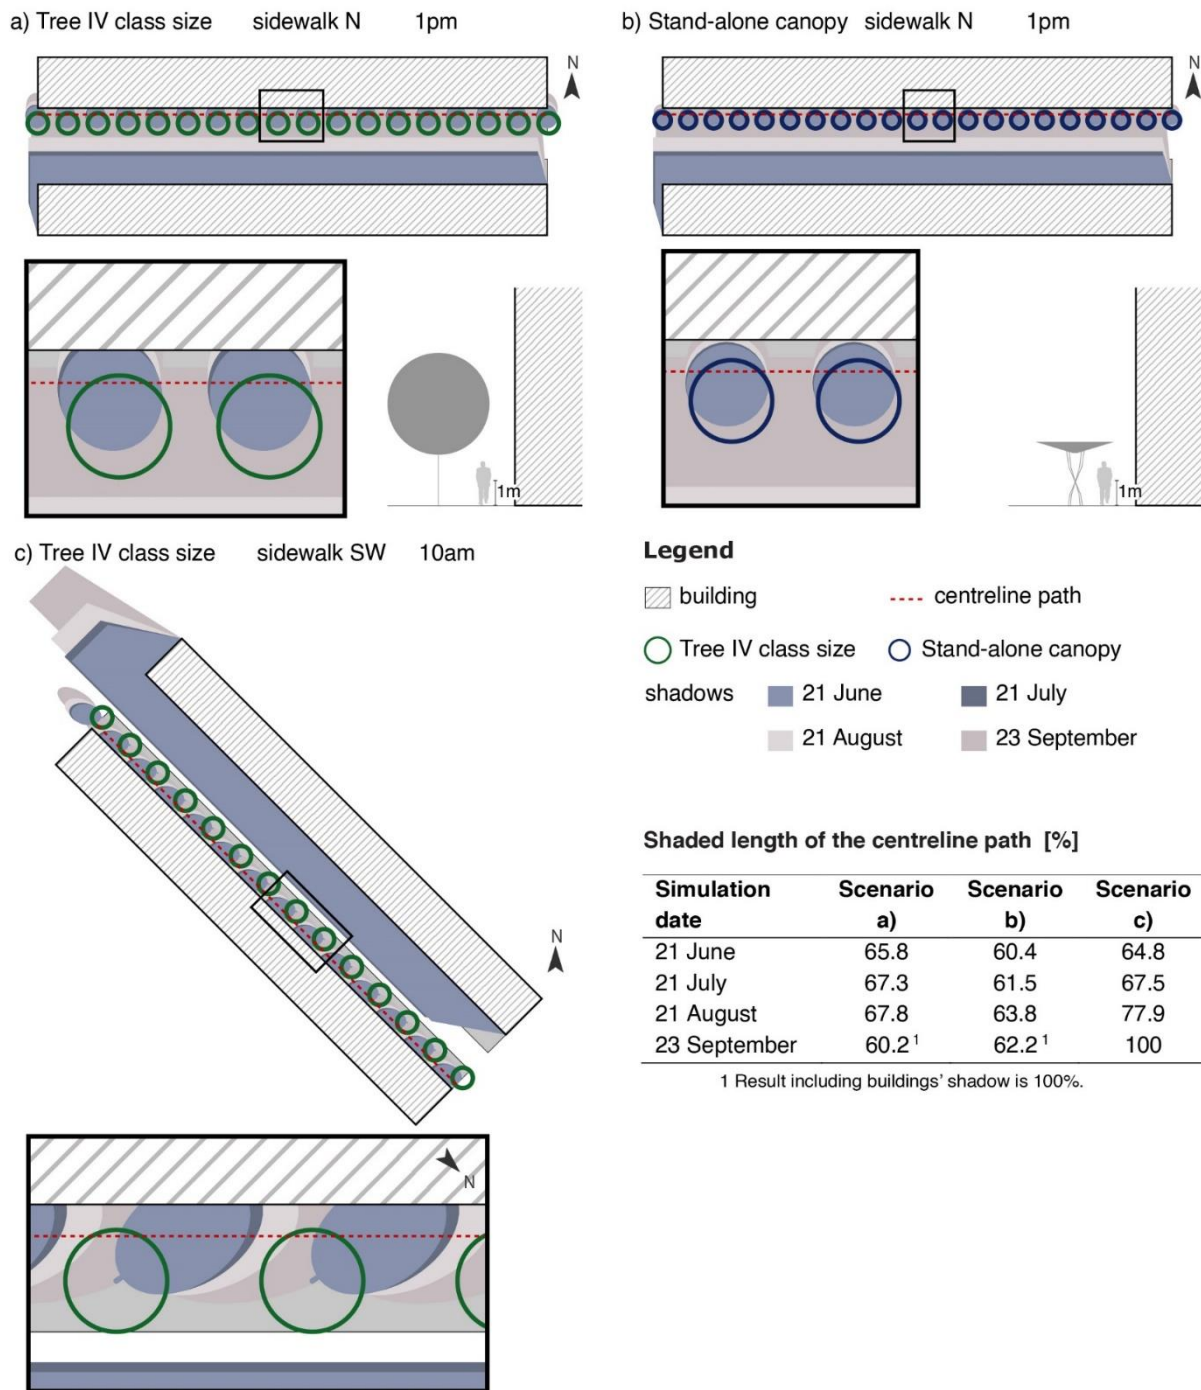 a) Tree IV class size sidewalk N 1pm
N
1m
b) Stand-alone canopy sidewalk N 1pm
N
1m
c) Tree IV class size sidewalk SW 10am
N
N
Legend
building centreline path
Tree IV class size Stand-alone canopy
shadows 21 June 21 July
21 August 23 September
Shaded length of the centreline path [%]
Simulation date Scenario a) Scenario b) Scenario c)
21 June 65.8 60.4 64.8
21 July 67.3 61.5 67.5
21 August 67.8 63.8 77.9
23 September 60.2 1 62.2 1 100
1 Result including buildings' shadow is 100%.